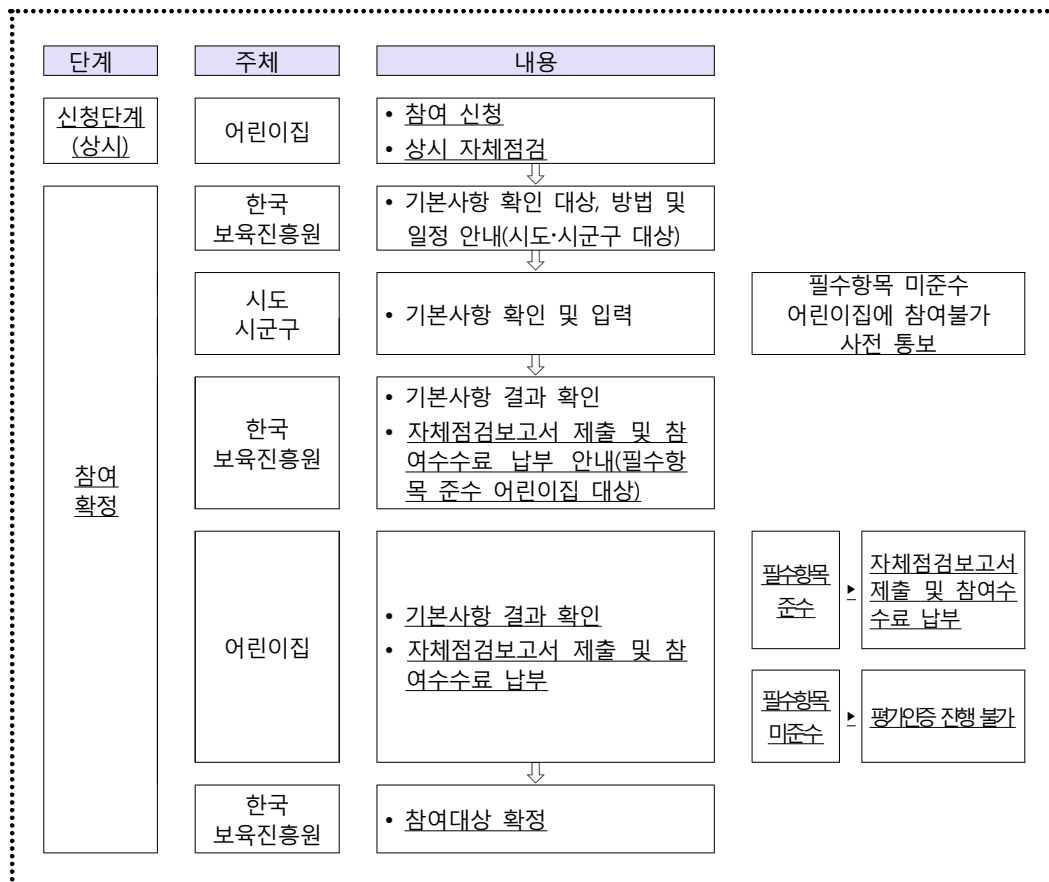 단계 주체 내용
신청단계
(상시)
어린이집
• 참여 신청
• 상시 자체점검
참여
확정
한국
보육진흥원
• 기본사항 확인 대상, 방법 및
일정 안내(시도·시군구 대상)
시도
시군구
• 기본사항 확인 및 입력
필수항목 미준수
어린이집에 참여불가
사전 통보
한국
보육진흥원
• 기본사항 결과 확인
• 자체점검보고서 제출 및 참
여수수료 납부 안내(필수항
목 준수 어린이집 대상)
어린이집
• 기본사항 결과 확인
• 자체점검보고서 제출 및 참
여수수료 납부
필수항목
준수
▶
자체점검보고서
제출 및 참여수
수료 납부
필수항목
미준수
▶
평가인증 진행 불가
한국
보육진흥원
• 참여대상 확정